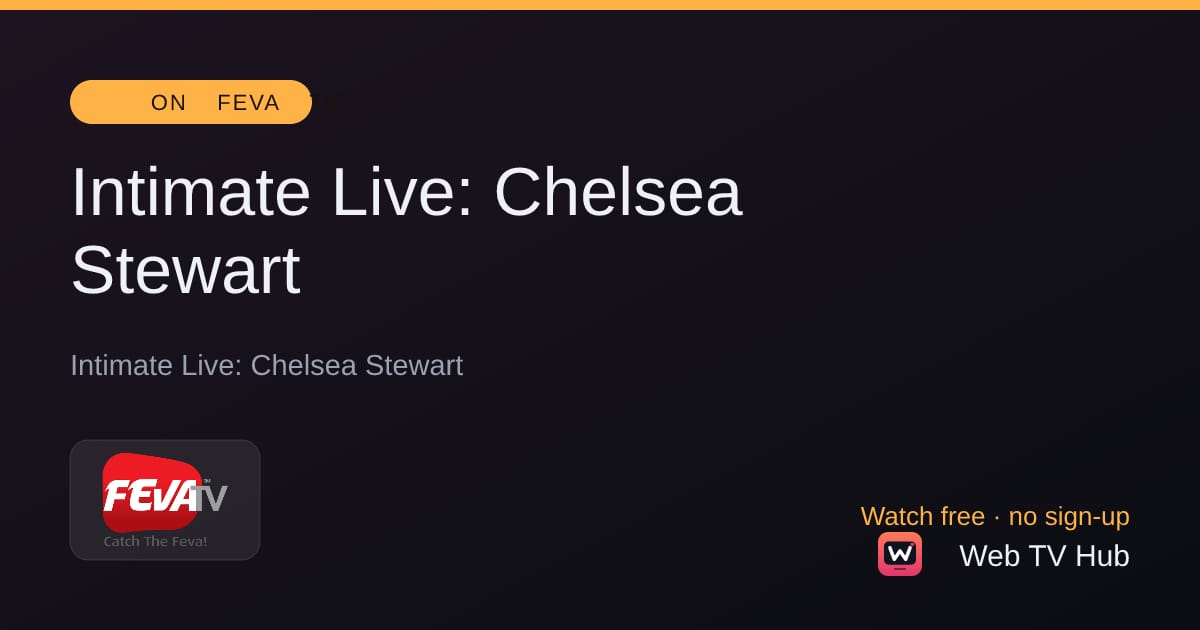 ON FEVA TV
Intimate Live: Chelsea
Stewart
Intimate Live: Chelsea Stewart
FEVATV™
Catch The Feva!
Watch free · no sign-up
W
Web TV Hub